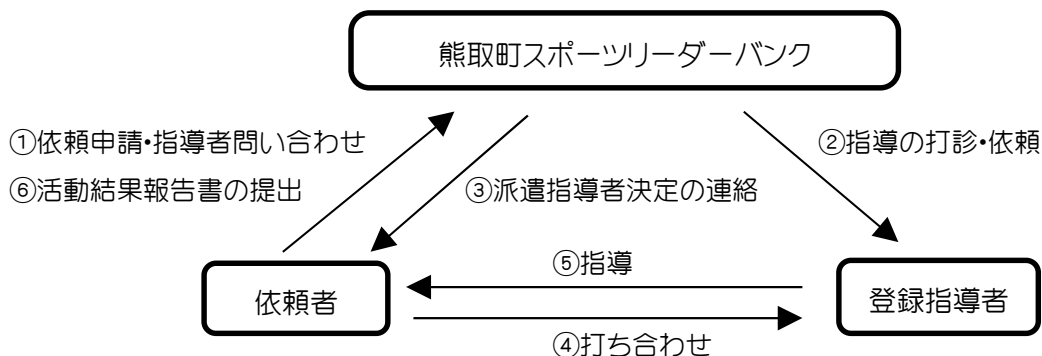 熊取町スポーツリーダーバンク
①依頼申請・指導者問い合わせ
⑥活動結果報告書の提出
②指導の打診・依頼
③派遣指導者決定の連絡
⑤指導
依頼者
登録指導者
④打ち合わせ